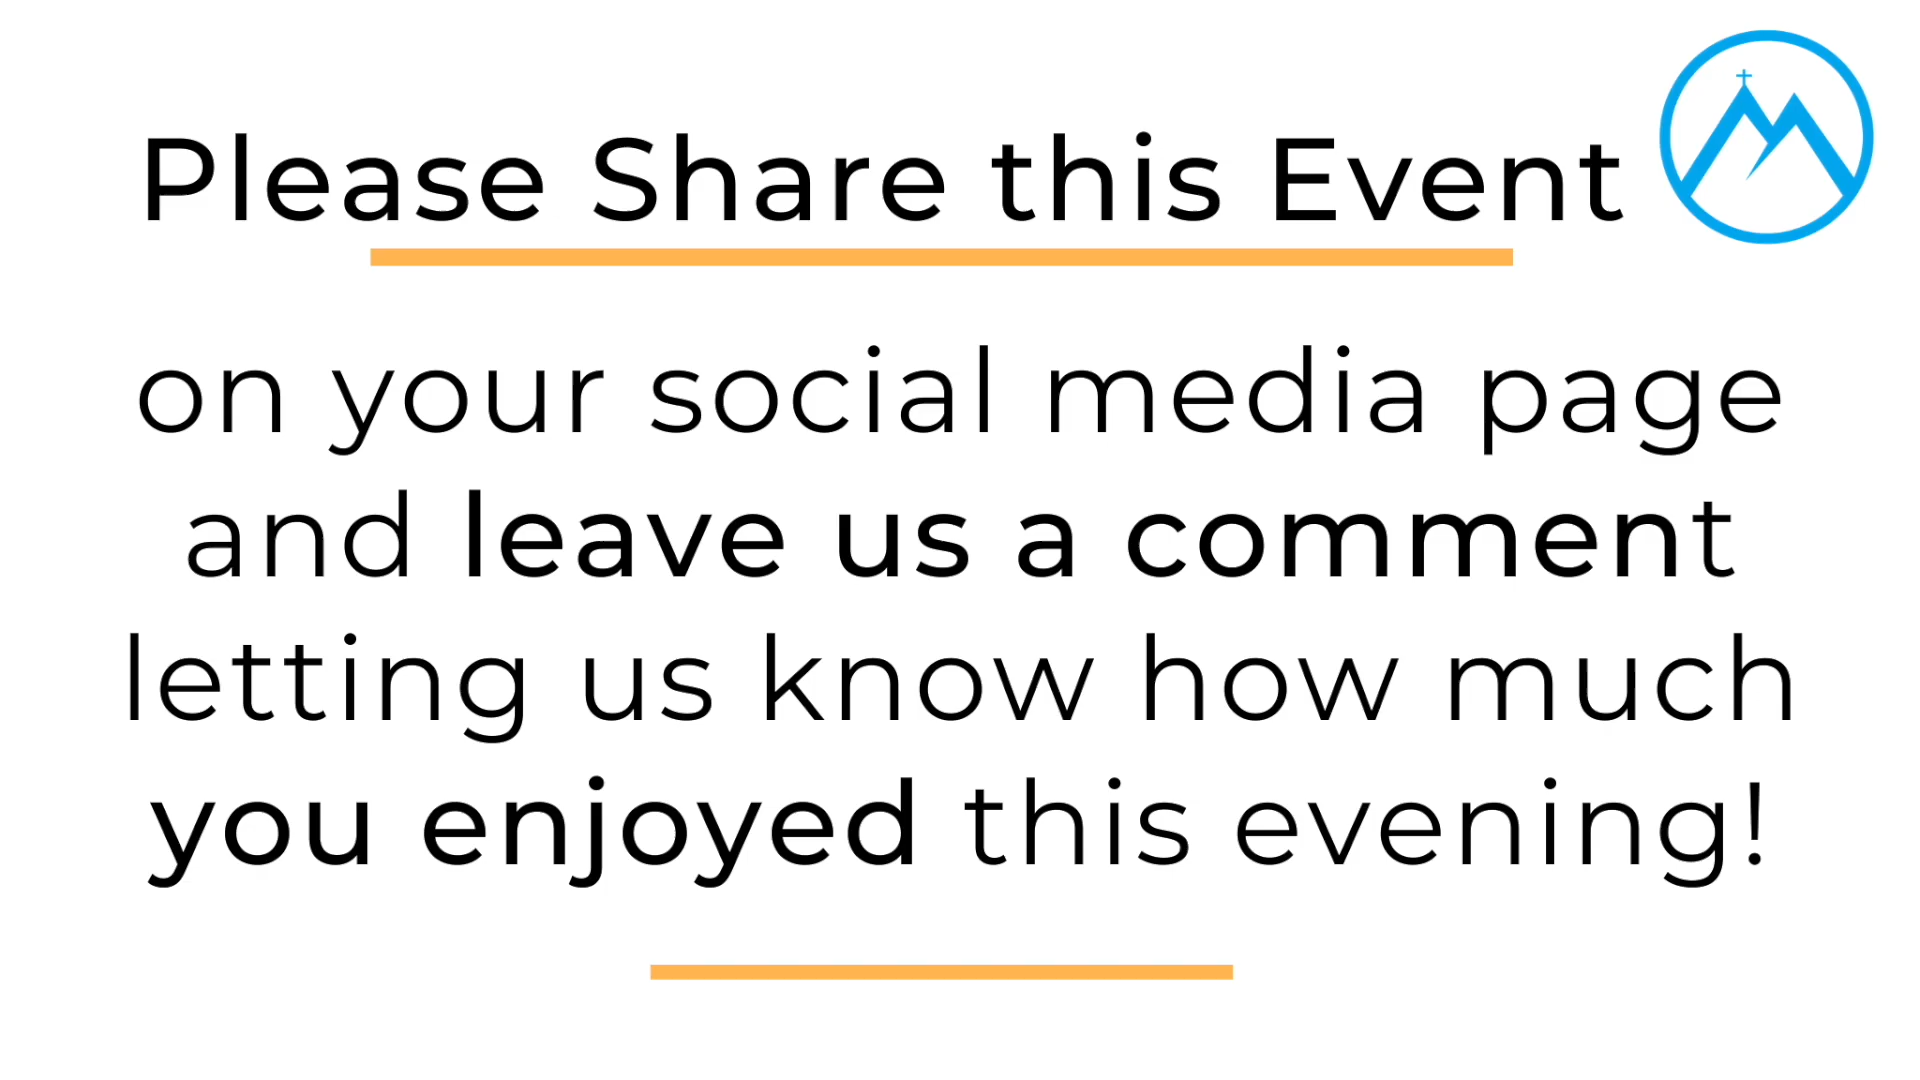 Please Share this Event
on your social media page
and leave us a comment
letting us know how much
you enjoyed this evening!